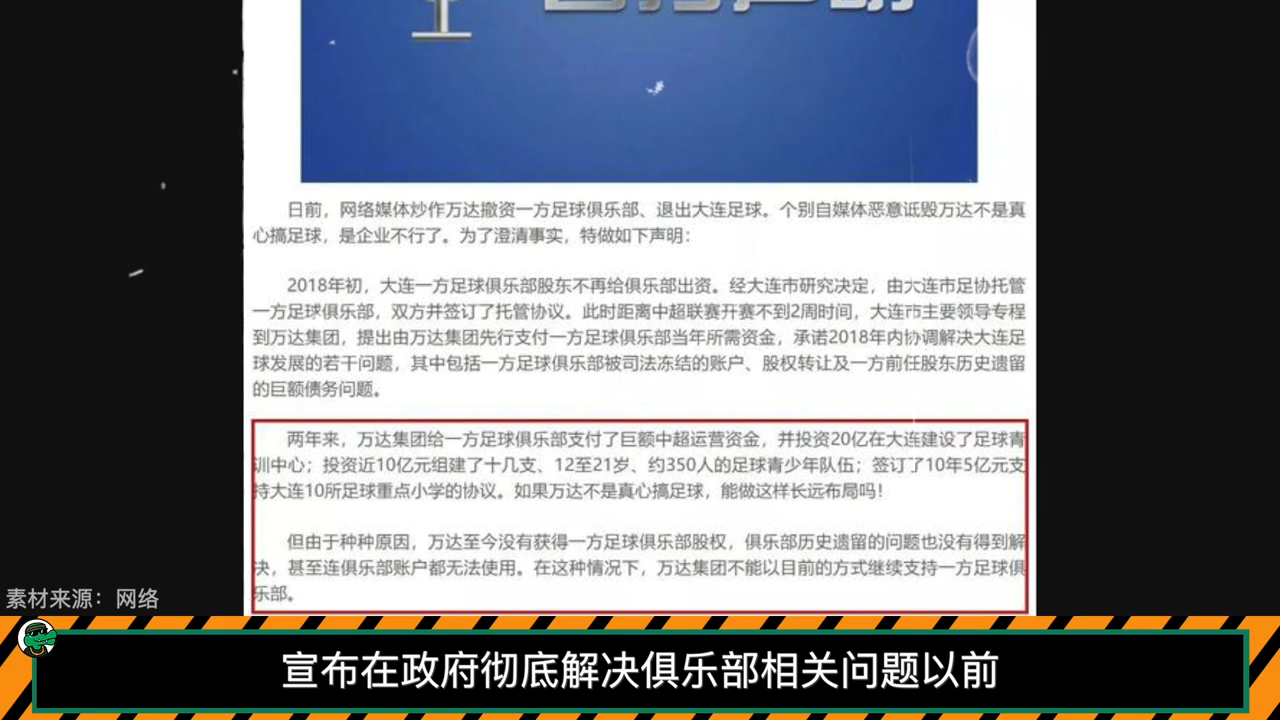 日前，网络媒体炒作万达撤资一方足球俱乐部、退出大连足球。个别自媒体恶意诋毁万达不是真
心搞足球，是企业不行了。为了澄清事实，特做如下声明：
2018年初，大连一方足球俱乐部股东不再给俱乐部出资。经大连市研究决定，由大连市足协托管
一方足球俱乐部，双方并签订了托管协议。此时距离中超联赛开赛不到2周时间，大连市主要领导专程
到万达集团，提出由万达集团先行支付一方足球俱乐部当年所需资金，承诺2018年内协调解决大连足
球发展的若干问题，其中包括一方足球俱乐部被司法冻结的账户、股权转让及一方前任股东历史遗留
的巨额债务问题。
两年来，万达集团给一方足球俱乐部支付了巨额中超运营资金，并投资20亿在大连建设了足球青
训中心；投资近10亿元组建了十几支、12至21岁、约350人的足球青少年队伍；签订了10年5亿元支
持大连10所足球重点小学的协议。如果万达不是真心搞足球，能做这样长远布局吗！
但由于种种原因，万达至今没有获得一方足球俱乐部股权，俱乐部历史遗留的问题也没有得到解
决，甚至连俱乐部账户都无法使用。在这种情况下，万达集团不能以目前的方式继续支持一方足球俱
乐部。
素材来源：网络
宣布在政府彻底解决俱乐部相关问题以前